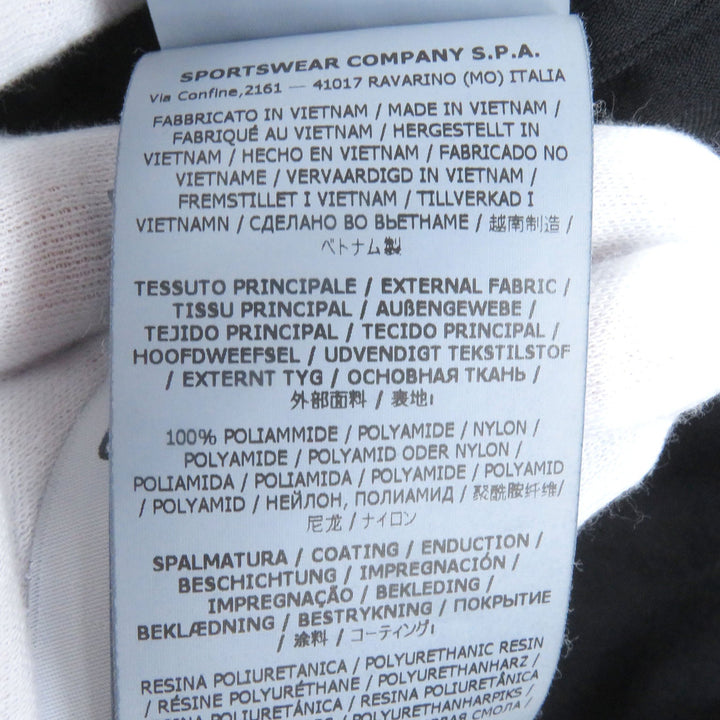 SPORTSWEAR COMPANY S.P.A.
Via Confine,2161 — 41017 RAVARINO (MO) ITALIA
FABBRICATO IN VIETNAM / MADE IN VIETNAM /
FABRIQUÉ AU VIETNAM / HERGESTELLT IN
VIETNAM / HECHO EN VIETNAM / FABRICADO NO
VIETNAME / VERVAARDIGD IN VIETNAM /
FREMSTILLET I VIETNAM / TILLVERKAD I
VIETNAMN / СДЕЛАНО ВО ВЬЕТНАМЕ / 越南制造 /
ベトナム製
TESSUTO PRINCIPALE / EXTERNAL FABRIC /
TISSU PRINCIPAL / AUßENGEWEBE /
TEJIDO PRINCIPAL / TECIDO PRINCIPAL /
HOOFDWEEFSEL / UDVENDIGT TEKSTILSTOF
/ EXTERNT TYG / ОСНОВНАЯ ТКАНЬ /
外部面料 / 表地:
100% POLIAMMIDE / POLYAMIDE / NYLON /
POLYAMIDE / POLYAMID ODER NYLON /
POLIAMIDA / POLIAMIDA / POLYAMIDE / POLYAMID
/ POLYAMID / НЕЙЛОН, ПОЛИАМИД / 聚酰胺纤维/
尼龙 / ナイロン
SPALMATURA / COATING / ENDUCTION /
BESCHICHTUNG / IMPREGNACIÓN /
IMPREGNAÇÃO / BEKLEDING /
BEKLÆDNING / BESTRYKNING / ПОКРЫТИЕ
/ 涂料 / コーティング:
RESINA POLIURETANICA / POLYURETHANIC RESIN
/ RÉSINE POLYURÉTHANE / POLYURETHANHARZ /
POLIURETÁNICA / RESINA POLIURETÂNICA
POLYURETHANHARPIKS /
СМОЛА /